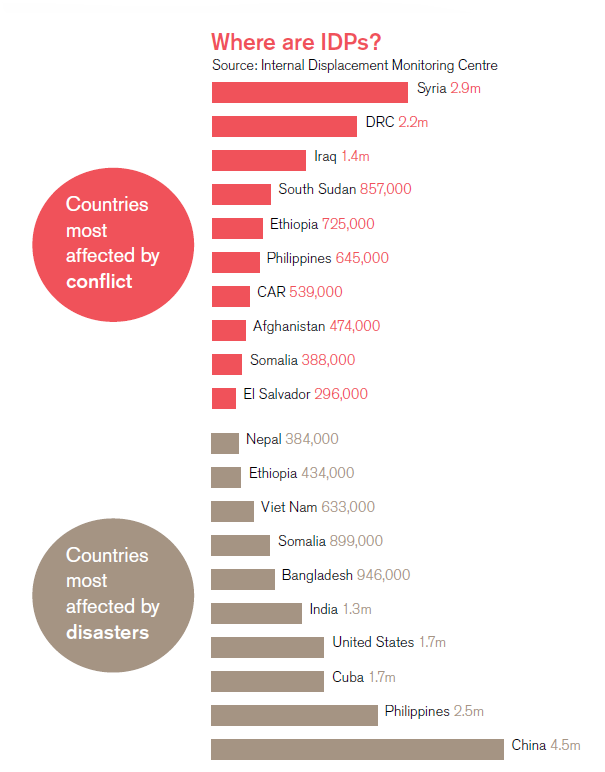 Where are IDPs?
Source: Internal Displacement Monitoring Centre
Syria 2.9m
DRC 2.2m
Iraq 1.4m
South Sudan 857,000
Ethiopia 725,000
Philippines 645,000
CAR 539,000
Afghanistan 474,000
Somalia 388,000
El Salvador 296,000
Countries
most
affected by
conflict
Nepal 384,000
Ethiopia 434,000
Viet Nam 633,000
Somalia 899,000
Bangladesh 946,000
India 1.3m
United States 1.7m
Cuba 1.7m
Philippines 2.5m
China 4.5m
Countries
most
affected by
disasters